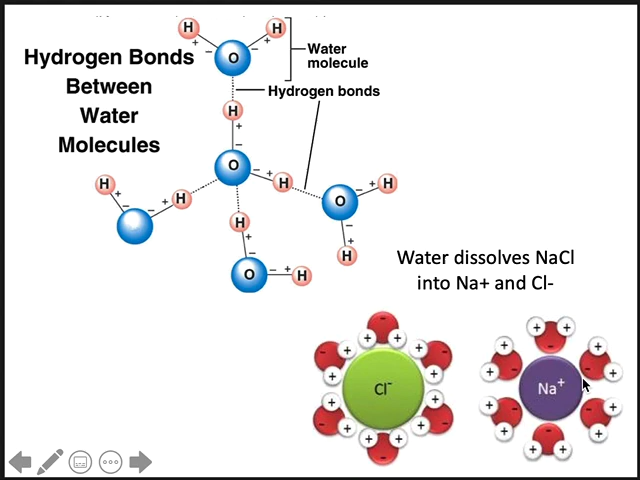 Hydrogen Bonds
Between
Water
Molecules
H
H
+
−
−
+
O
Water
molecule
Hydrogen bonds
H
+
−
O
−
+
H
H
+
−
−
+
H
H
+
−
O
−
+
H
O
−
+
H
−
+
H
Water dissolves NaCl
into Na+ and Cl-
Cl⁻
Na⁺